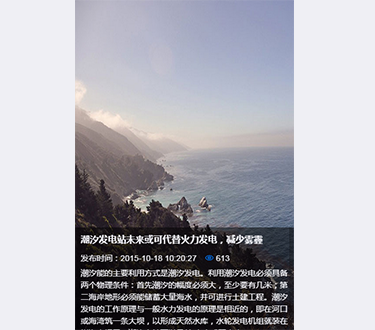 潮汐发电站未来或可代替火力发电，减少雾霾
发布时间：2015-10-18 10:20:27 613
潮汐能的主要利用方式是潮汐发电。利用潮汐发电必须具备
两个物理条件：首先潮汐的幅度必须大，至少要有几米；第
二海岸地形必须能储蓄大量海水，并可进行土建工程。潮汐
发电的工作原理与一般水力发电的原理是相近的，即在河口
或海湾筑一条大坝，以形成天然水库，水轮发电机组就装在